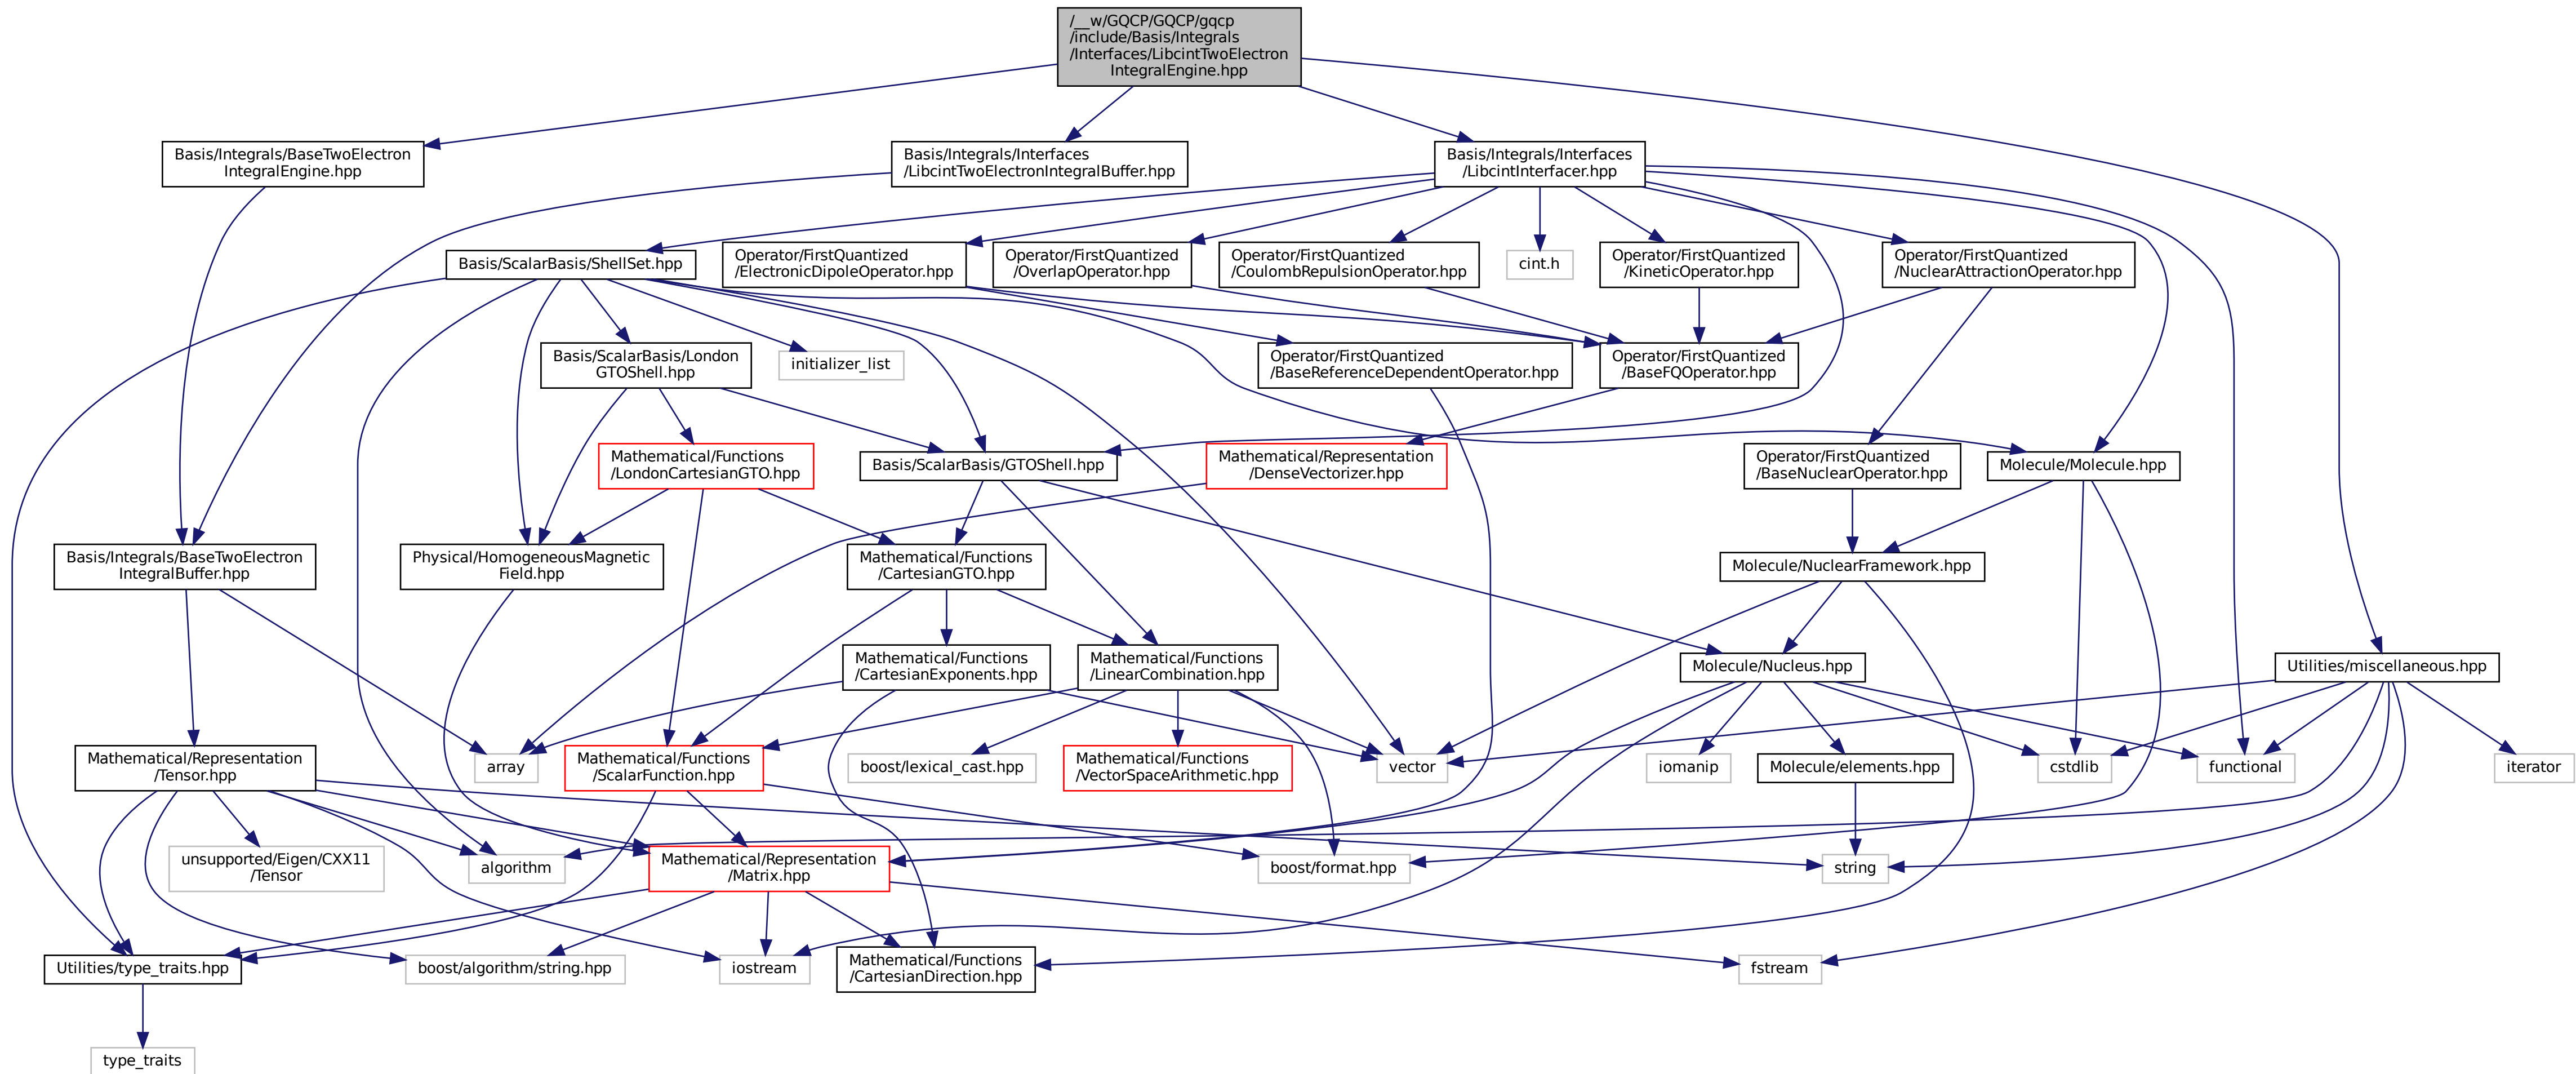 /__w/GQCP/GQCP/gqcp
/include/Basis/Integrals
/Interfaces/LibcintTwoElectron
IntegralEngine.hpp
Basis/Integrals/BaseTwoElectron
IntegralEngine.hpp
Basis/Integrals/Interfaces
/LibcintTwoElectronIntegralBuffer.hpp
Basis/Integrals/Interfaces
/LibcintInterfacer.hpp
Basis/ScalarBasis/ShellSet.hpp
Operator/FirstQuantized
/ElectronicDipoleOperator.hpp
Operator/FirstQuantized
/OverlapOperator.hpp
Operator/FirstQuantized
/CoulombRepulsionOperator.hpp
cint.h
Operator/FirstQuantized
/KineticOperator.hpp
Operator/FirstQuantized
/NuclearAttractionOperator.hpp
Basis/ScalarBasis/London
GTOShell.hpp
initializer_list
Operator/FirstQuantized
/BaseReferenceDependentOperator.hpp
Operator/FirstQuantized
/BaseFQOperator.hpp
Mathematical/Functions
/LondonCartesianGTO.hpp
Basis/ScalarBasis/GTOShell.hpp
Mathematical/Representation
/DenseVectorizer.hpp
Operator/FirstQuantized
/BaseNuclearOperator.hpp
Molecule/Molecule.hpp
Basis/Integrals/BaseTwoElectron
IntegralBuffer.hpp
Physical/HomogeneousMagnetic
Field.hpp
Mathematical/Functions
/CartesianGTO.hpp
Molecule/NuclearFramework.hpp
Mathematical/Functions
/CartesianExponents.hpp
Mathematical/Functions
/LinearCombination.hpp
Molecule/Nucleus.hpp
Utilities/miscellaneous.hpp
Mathematical/Representation
/Tensor.hpp
array
Mathematical/Functions
/ScalarFunction.hpp
boost/lexical_cast.hpp
Mathematical/Functions
/VectorSpaceArithmetic.hpp
vector
iomanip
Molecule/elements.hpp
cstdlib
functional
iterator
unsupported/Eigen/CXX11
/Tensor
algorithm
Mathematical/Representation
/Matrix.hpp
boost/format.hpp
string
Utilities/type_traits.hpp
boost/algorithm/string.hpp
iostream
Mathematical/Functions
/CartesianDirection.hpp
fstream
type_traits